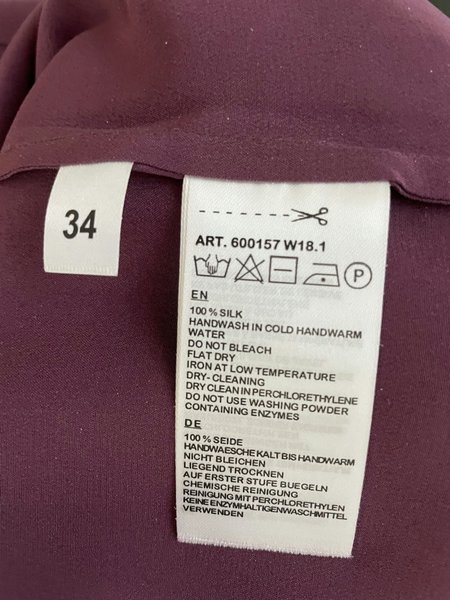 34
ART. 600157 W18.1
P
EN
100% SILK
HANDWASH IN COLD HANDWARM
WATER
DO NOT BLEACH
FLAT DRY
IRON AT LOW TEMPERATURE
DRY- CLEANING
DRY CLEAN IN PERCHLORETHYLENE
DO NOT USE WASHING POWDER
CONTAINING ENZYMES
DE
100 % SEIDE
HANDWAESCHE KALT BIS HANDWARM
NICHT BLEICHEN
LIEGEND TROCKNEN
AUF ERSTER STUFE BUEGELN
CHEMISCHE REINIGUNG
REINIGUNG MIT PERCHLORETHYLEN
KEINE ENZYMHALTIGEN WASCHMITTEL
VERWENDEN